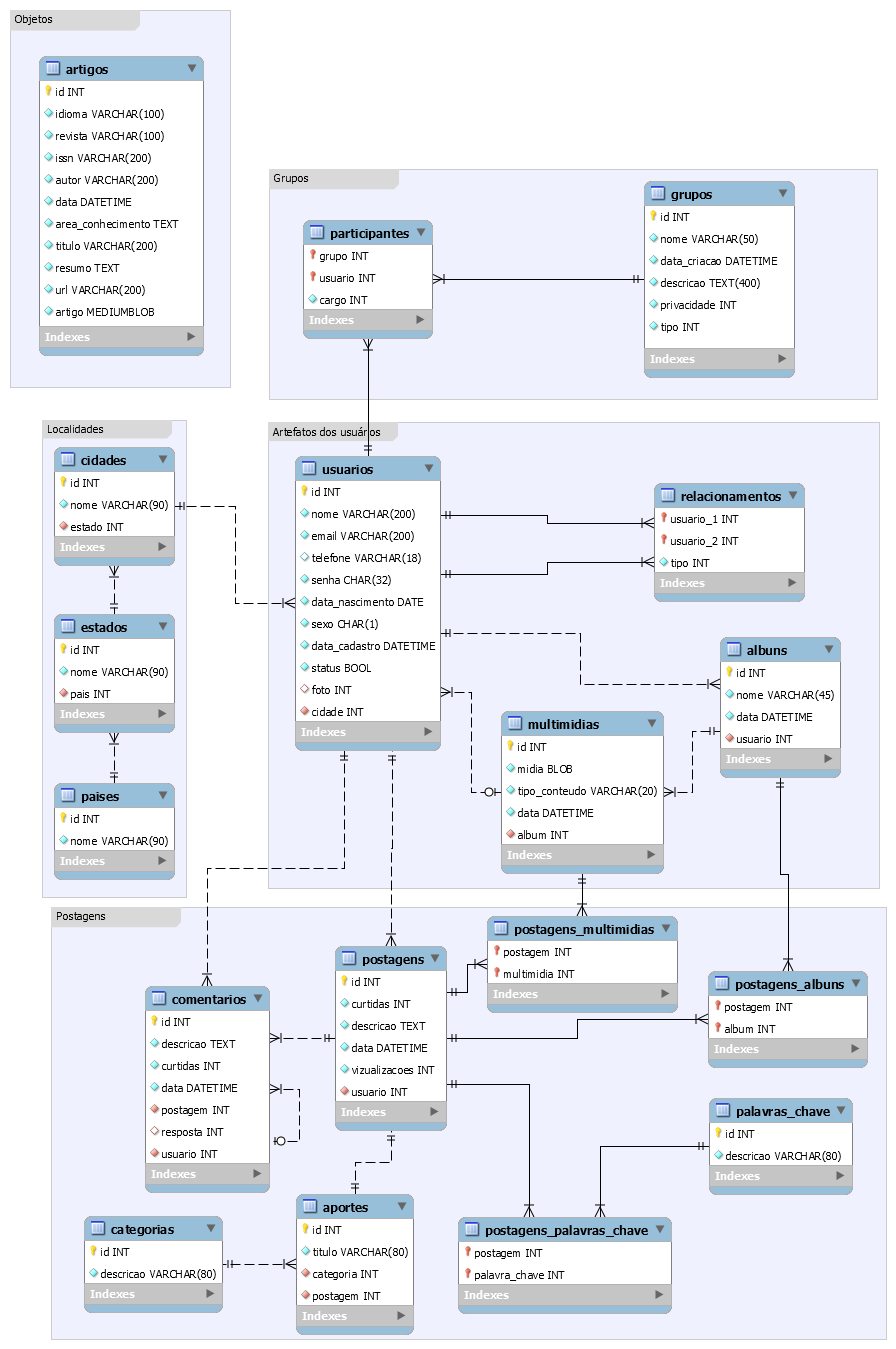 Objetos
artigos
id INT
idioma VARCHAR(100)
revista VARCHAR(100)
issn VARCHAR(200)
autor VARCHAR(200)
data DATETIME
area_conhecimento TEXT
titulo VARCHAR(200)
resumo TEXT
url VARCHAR(200)
artigo MEDIUMBLOB
Indexes
Grupos
participantes
grupo INT
usuario INT
cargo INT
Indexes
grupos
id INT
nome VARCHAR(50)
data_criacao DATETIME
descricao TEXT(400)
privacidade INT
tipo INT
Indexes
Localidades
cidades
id INT
nome VARCHAR(90)
estado INT
Indexes
estados
id INT
nome VARCHAR(90)
pais INT
Indexes
paises
id INT
nome VARCHAR(90)
Indexes
Artefatos dos usuários
usuarios
id INT
nome VARCHAR(200)
email VARCHAR(200)
telefone VARCHAR(18)
senha CHAR(32)
data_nascimento DATE
sexo CHAR(1)
data_cadastro DATETIME
status BOOL
foto INT
cidade INT
Indexes
relacionamentos
usuario_1 INT
usuario_2 INT
tipo INT
Indexes
albuns
id INT
nome VARCHAR(45)
data DATETIME
usuario INT
Indexes
multimidias
id INT
midia BLOB
tipo_conteudo VARCHAR(20)
data DATETIME
album INT
Indexes
Postagens
postagens_multimidias
postagem INT
multimidia INT
Indexes
postagens
id INT
curtidas INT
descricao TEXT
data DATETIME
vizualizacoes INT
usuario INT
Indexes
postagens_albuns
postagem INT
album INT
Indexes
comentarios
id INT
descricao TEXT
curtidas INT
data DATETIME
postagem INT
resposta INT
usuario INT
Indexes
palavras_chave
id INT
descricao VARCHAR(80)
Indexes
aportes
id INT
titulo VARCHAR(80)
categoria INT
postagem INT
Indexes
categorias
id INT
descricao VARCHAR(80)
Indexes
postagens_palavras_chave
postagem INT
palavra_chave INT
Indexes